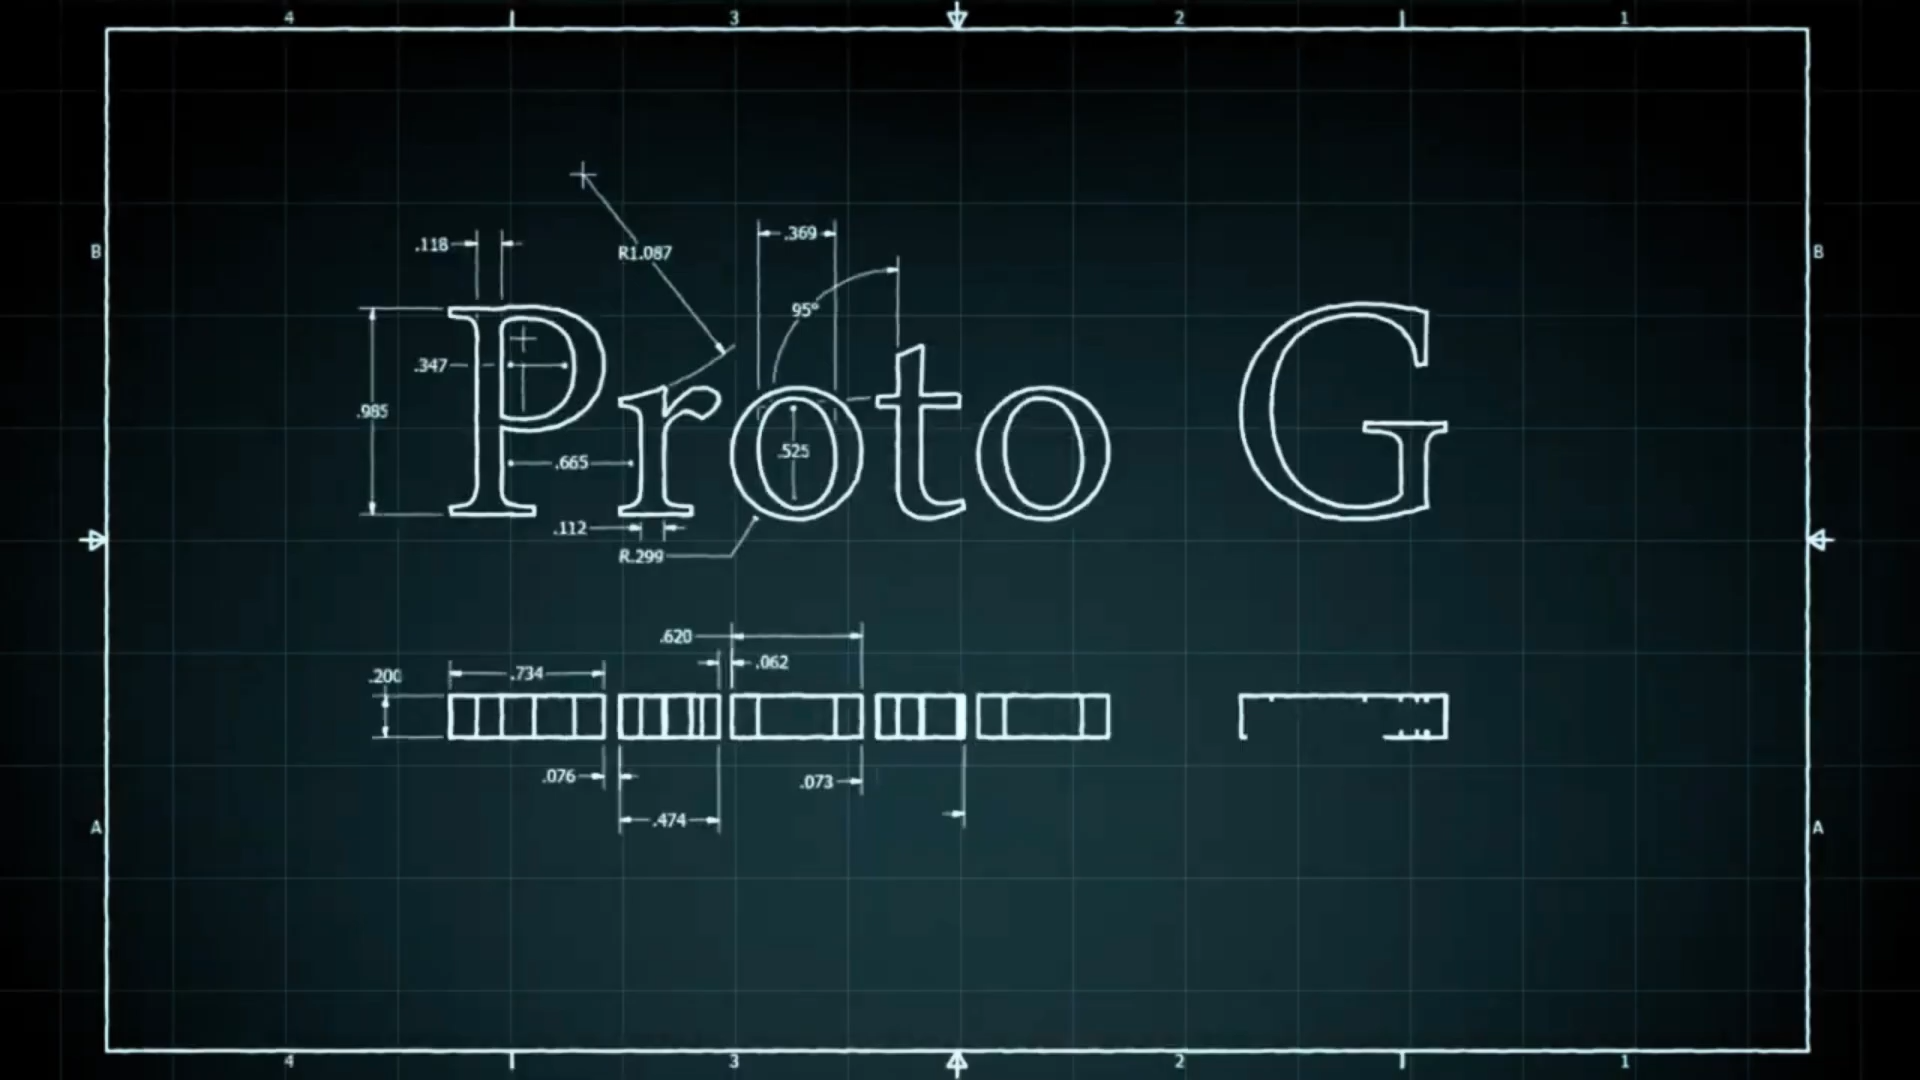 4 3 2 1
.369
.118
R1.087
B B
95°
Proto G
.347
.985
.525
.665
.112
R.299
.620
.062
.200
.734
.076
.073
.474
A A
4 3 2 1